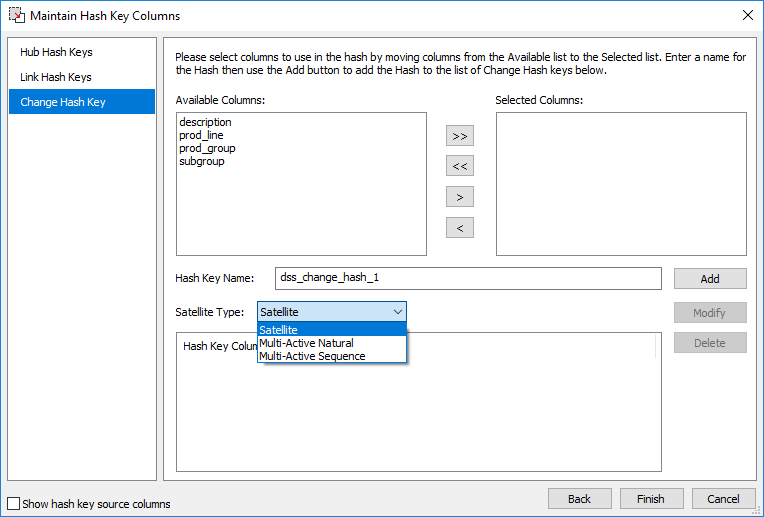 Maintain Hash Key Columns
Hub Hash Keys
Link Hash Keys
Change Hash Key
Please select columns to use in the hash by moving columns from the Available list to the Selected list. Enter a name for
the Hash then use the Add button to add the Hash to the list of Change Hash keys below.
Available Columns:
Selected Columns:
description
prod_line
prod_group
subgroup
>>
<<
>
<
Hash Key Name:
dss_change_hash_1
Add
Satellite Type:
Satellite
Modify
Satellite
Multi-Active Natural
Multi-Active Sequence
Hash Key Colum
Delete
Show hash key source columns
Back
Finish
Cancel